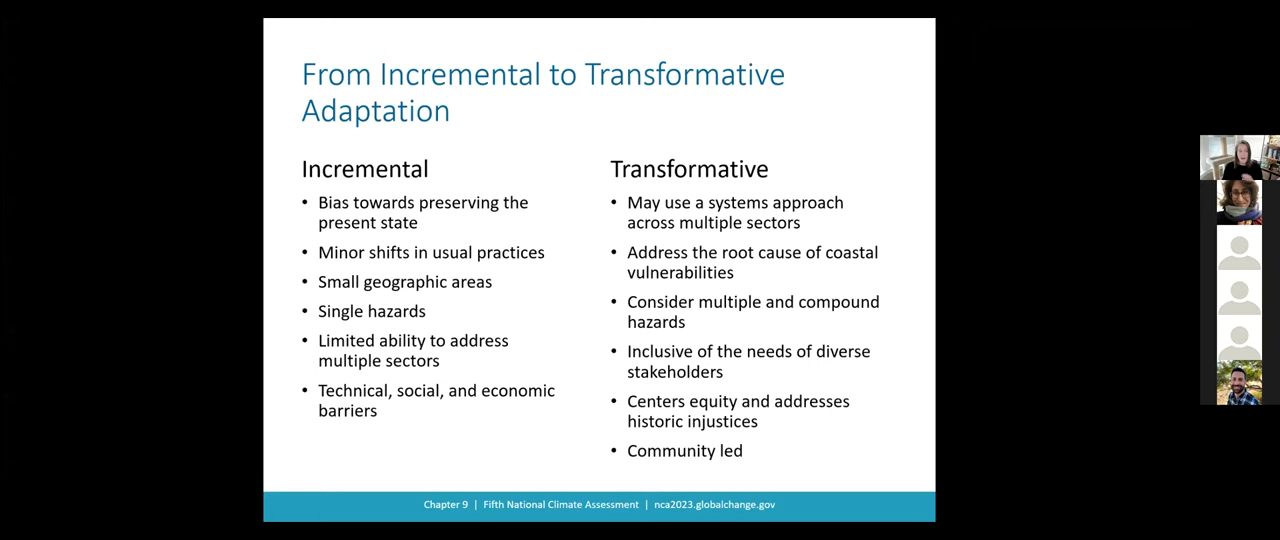 From Incremental to Transformative
Adaptation
Incremental
• Bias towards preserving the
present state
• Minor shifts in usual practices
• Small geographic areas
• Single hazards
• Limited ability to address
multiple sectors
• Technical, social, and economic
barriers
Transformative
• May use a systems approach
across multiple sectors
• Address the root cause of coastal
vulnerabilities
• Consider multiple and compound
hazards
• Inclusive of the needs of diverse
stakeholders
• Centers equity and addresses
historic injustices
• Community led
Chapter 9 | Fifth National Climate Assessment | nca2023.globalchange.gov